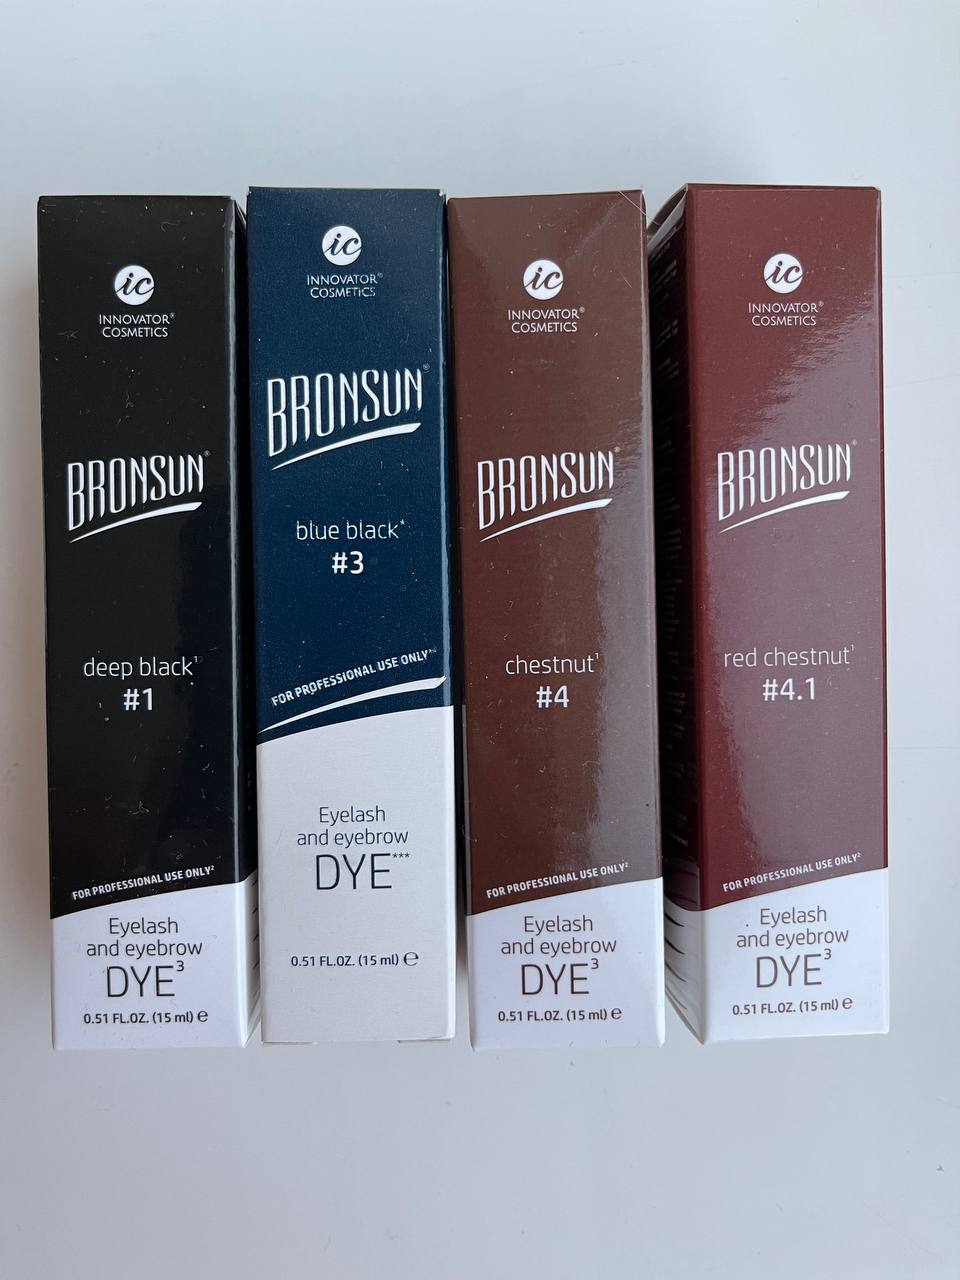 ic
INNOVATOR®
COSMETICS
BRONSUN®
deep black¹
#1
FOR PROFESSIONAL USE ONLY²
Eyelash
and eyebrow
DYE³
0.51 FL.OZ. (15 ml) ℮
ic
INNOVATOR®
COSMETICS
BRONSUN®
blue black*
#3
FOR PROFESSIONAL USE ONLY**
Eyelash
and eyebrow
DYE***
0.51 FL.OZ. (15 ml) ℮
ic
INNOVATOR®
COSMETICS
BRONSUN®
chestnut¹
#4
FOR PROFESSIONAL USE ONLY²
Eyelash
and eyebrow
DYE³
0.51 FL.OZ. (15 ml) ℮
ic
INNOVATOR®
COSMETICS
BRONSUN®
red chestnut¹
#4.1
FOR PROFESSIONAL USE ONLY²
Eyelash
and eyebrow
DYE³
0.51 FL.OZ. (15 ml) ℮